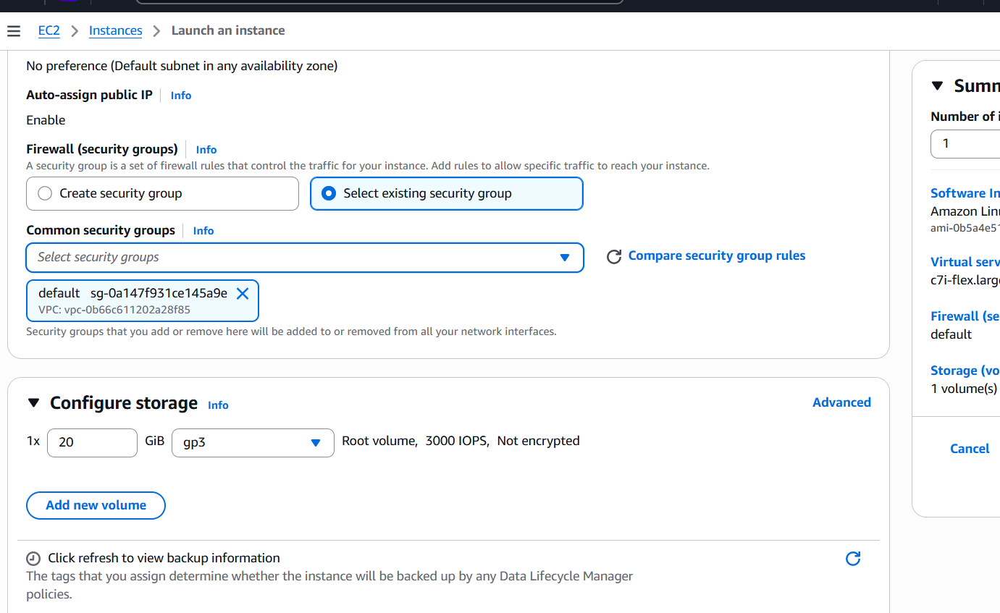 EC2 > Instances > Launch an instance
No preference (Default subnet in any availability zone)
Auto-assign public IP Info
Enable
Firewall (security groups) Info
A security group is a set of firewall rules that control the traffic for your instance. Add rules to allow specific traffic to reach your instance.
Create security group Select existing security group
Common security groups Info
Select security groups
Compare security group rules
default sg-0a147f931ce145a9e
VPC: vpc-0b66c611202a28f85
Security groups that you add or remove here will be added to or removed from all your network interfaces.
Configure storage Info Advanced
1x 20 GiB gp3 Root volume, 3000 IOPS, Not encrypted
Add new volume
Click refresh to view backup information
The tags that you assign determine whether the instance will be backed up by any Data Lifecycle Manager
policies.
Summ
Number of i
1
Software Im
Amazon Linu
ami-0b5a4e51
Virtual serv
c7i-flex.large
Firewall (se
default
Storage (vo
1 volume(s)
Cancel